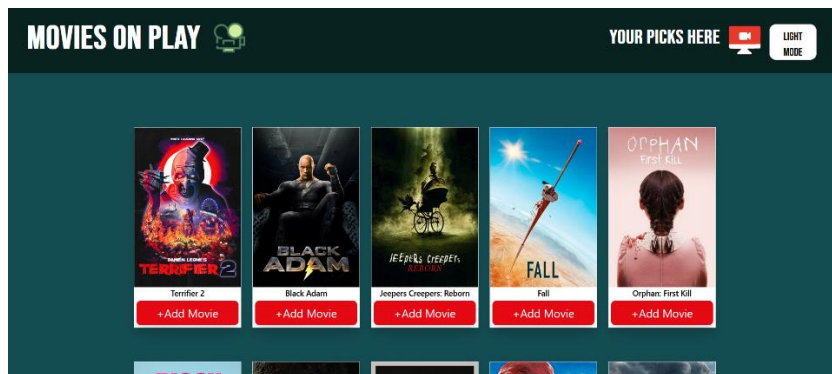 MOVIES ON PLAY
YOUR PICKS HERE
LIGHT
MODE
DAMIEN LEONE'S
TERRIFIER 2
BLACK
ADAM
JEEPERS CREEPERS
REBORN
FALL
ORPHAN
First Kill
Terrifier 2
Black Adam
Jeepers Creepers: Reborn
Fall
Orphan: First Kill
+Add Movie
+Add Movie
+Add Movie
+Add Movie
+Add Movie